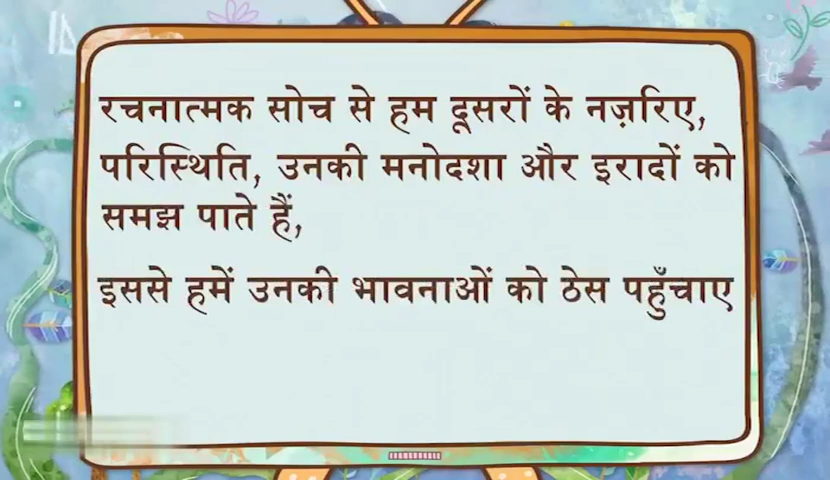 रचनात्मक सोच से हम दूसरों के नज़रिए,
परिस्थिति, उनकी मनोदशा और इरादों को
समझ पाते हैं,
इससे हमें उनकी भावनाओं को ठेस पहुँचाए